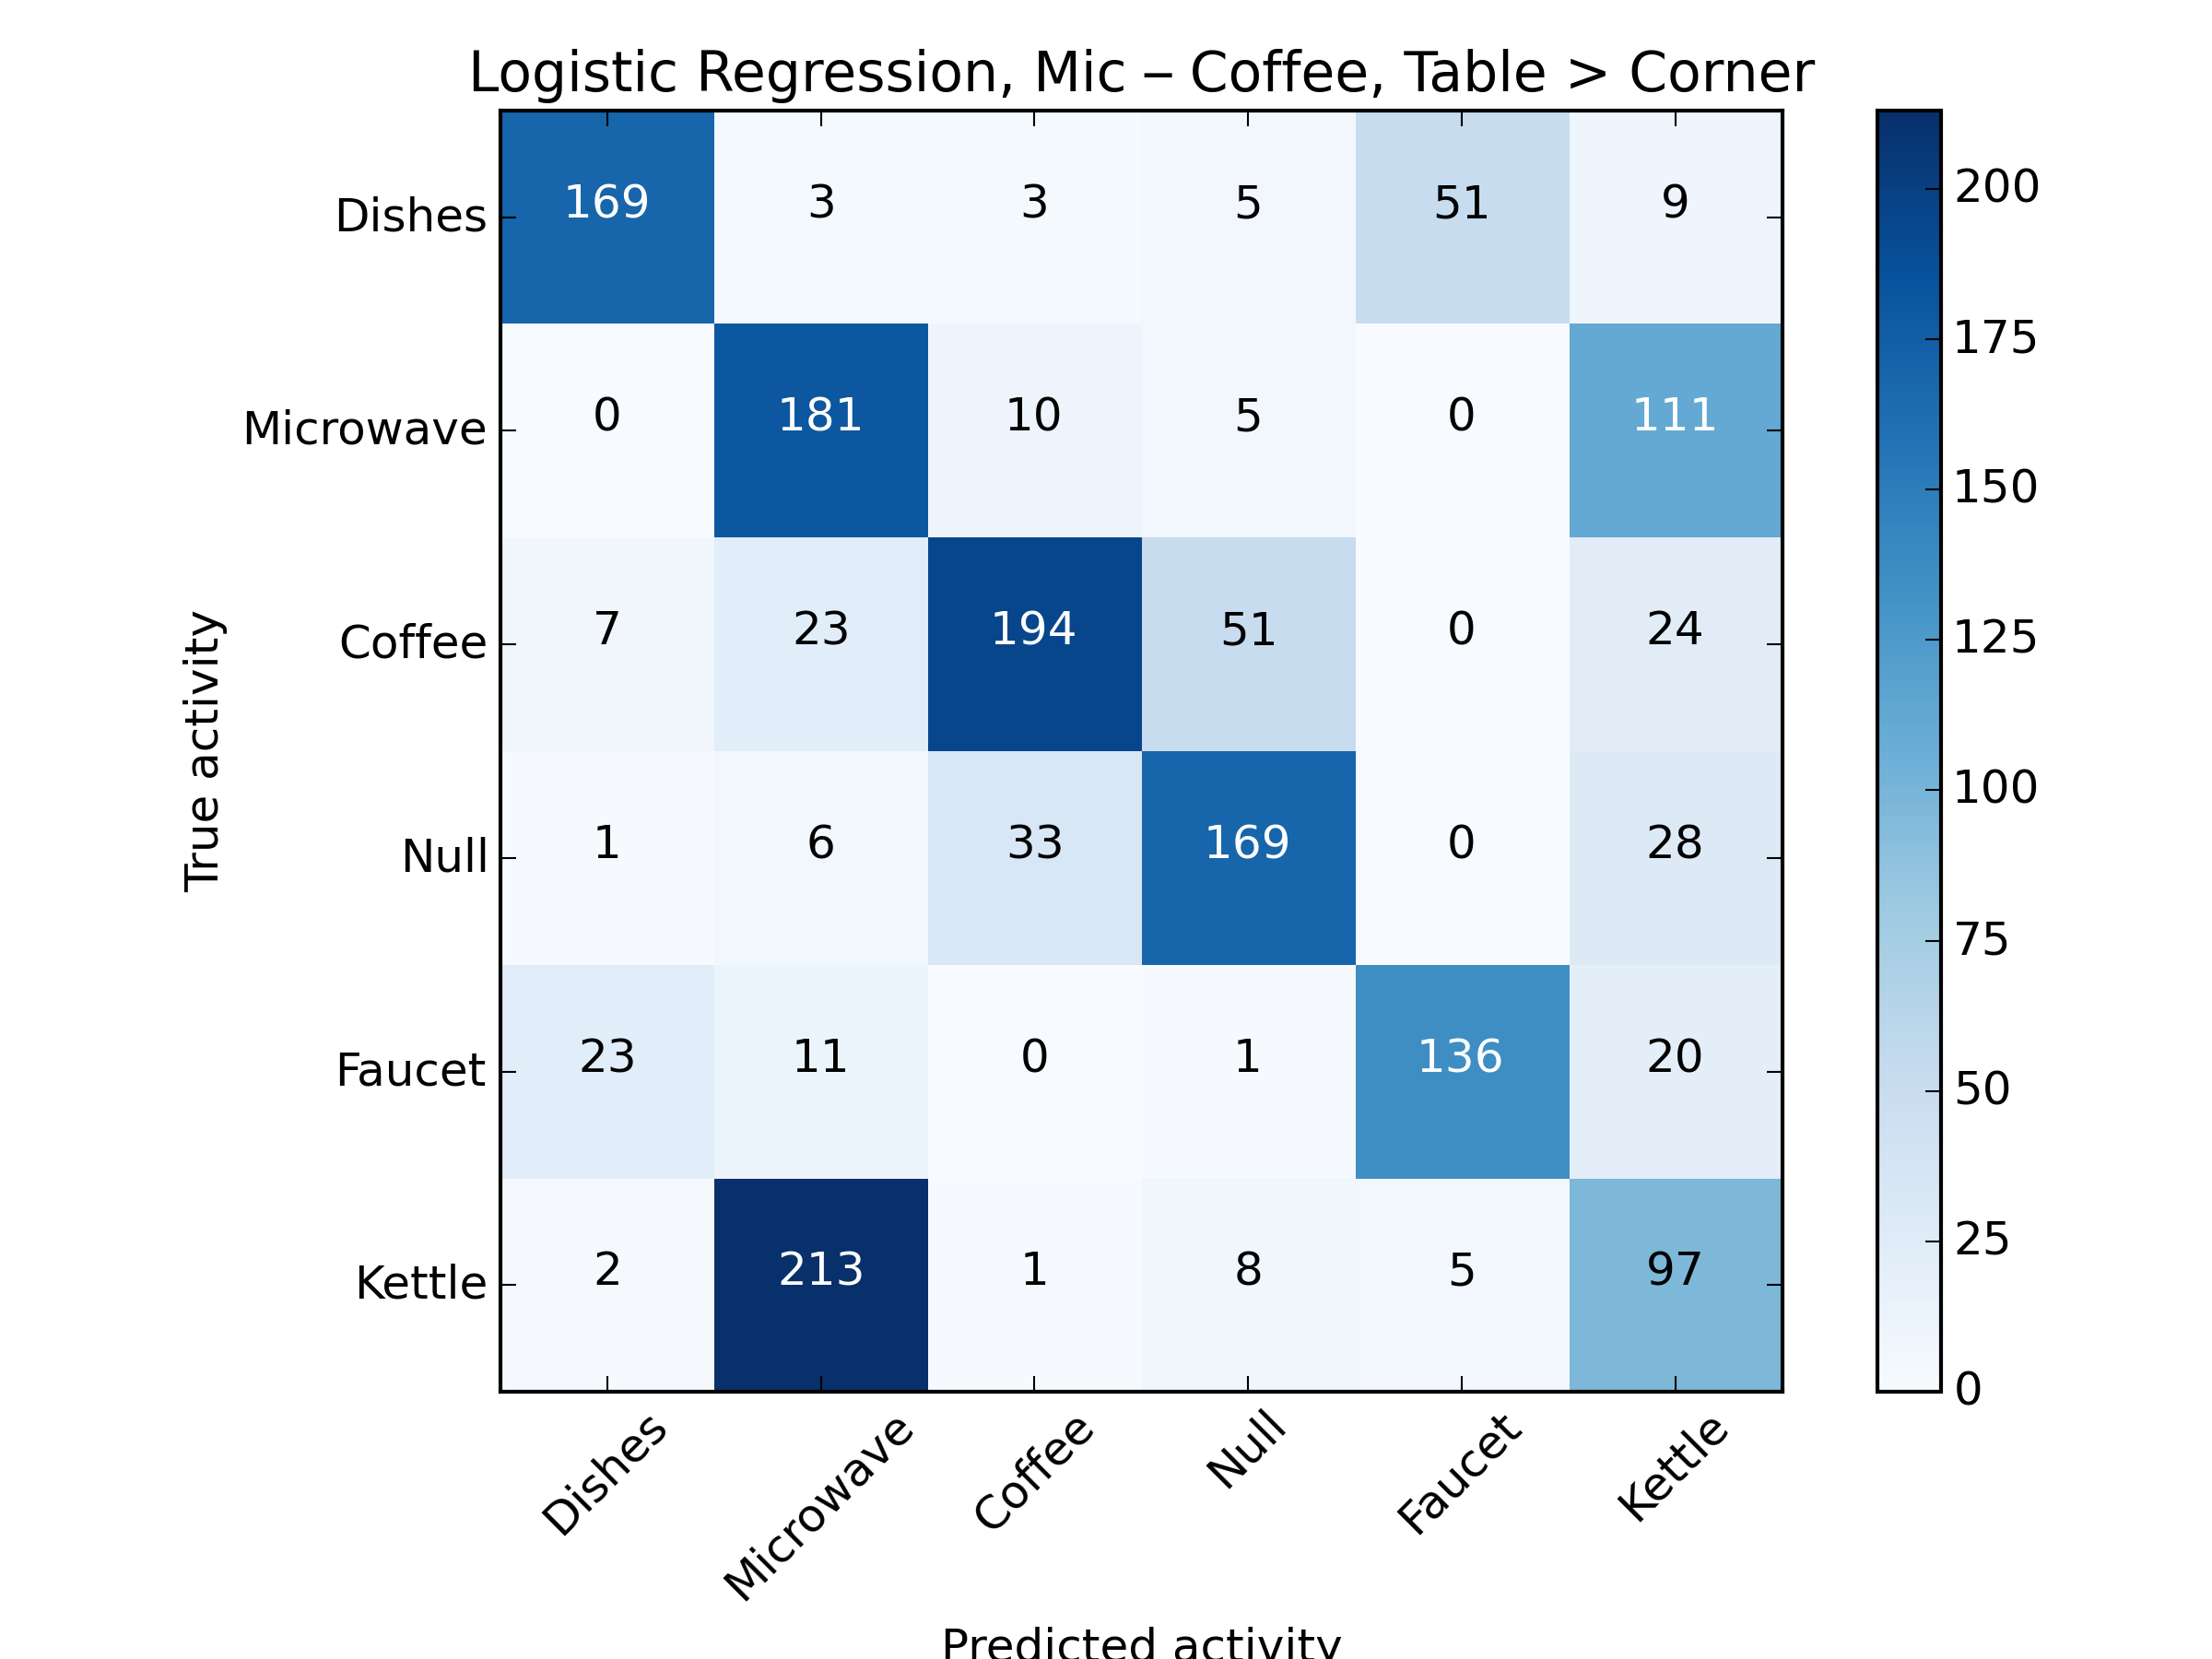 Logistic Regression, Mic – Coffee, Table > Corner
Dishes 169 3 3 5 51 9
Microwave 0 181 10 5 0 111
Coffee 7 23 194 51 0 24
Null 1 6 33 169 0 28
Faucet 23 11 0 1 136 20
Kettle 2 213 1 8 5 97
True activity
Dishes Microwave Coffee Null Faucet Kettle
Predicted activity
200
175
150
125
100
75
50
25
0